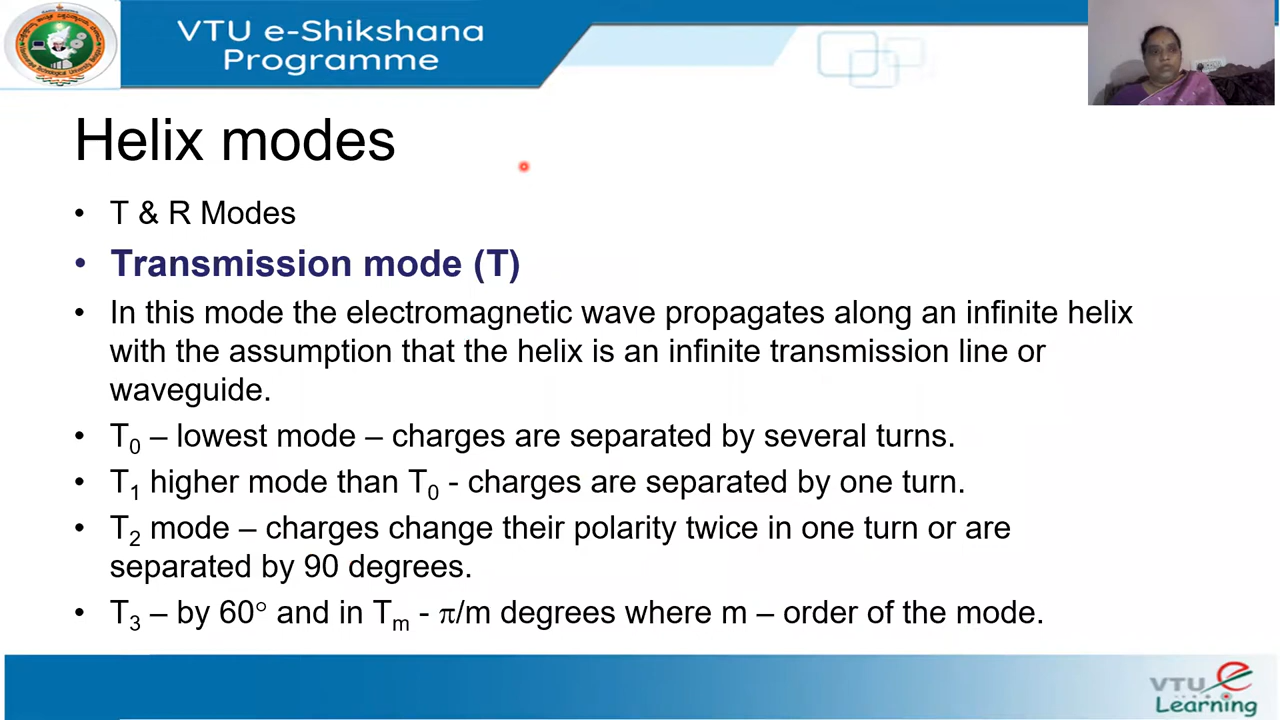 VTU e-Shikshana
Programme
Helix modes
• T & R Modes
• Transmission mode (T)
• In this mode the electromagnetic wave propagates along an infinite helix
with the assumption that the helix is an infinite transmission line or
waveguide.
• T₀ – lowest mode – charges are separated by several turns.
• T₁ higher mode than T₀ - charges are separated by one turn.
• T₂ mode – charges change their polarity twice in one turn or are
separated by 90 degrees.
• T₃ – by 60° and in Tₘ - π/m degrees where m – order of the mode.
VTU e
Learning